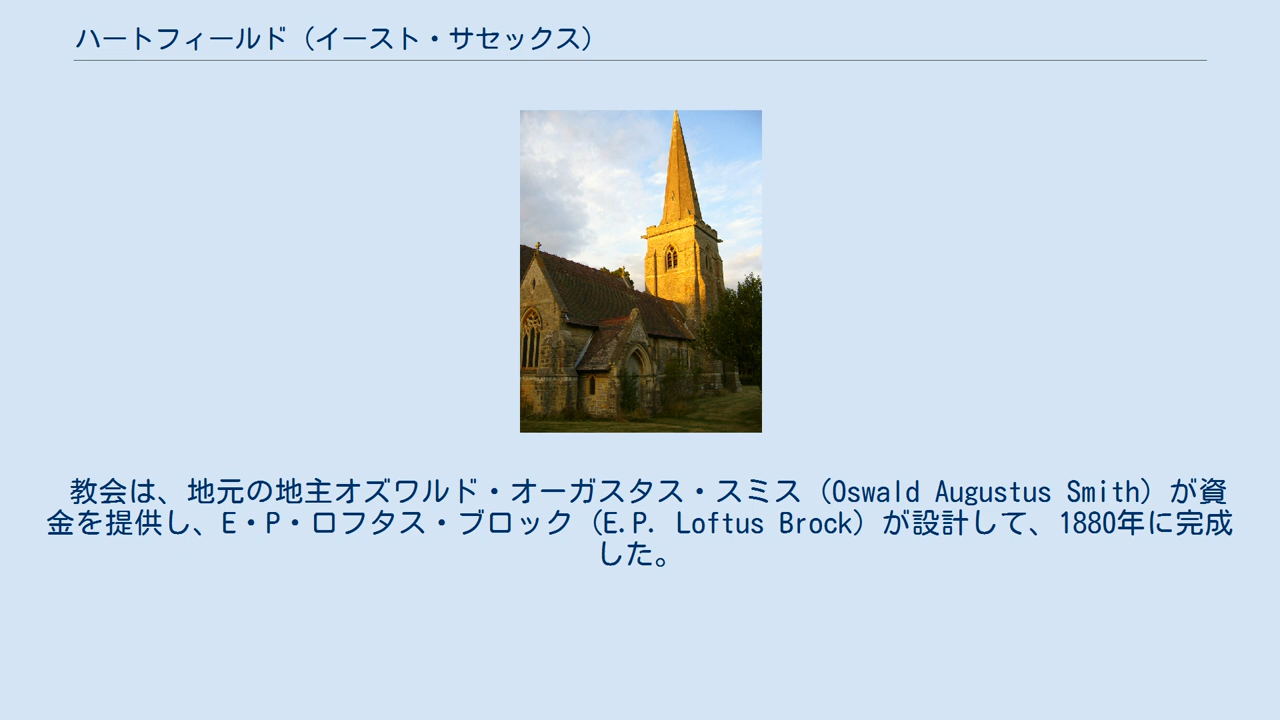 ハートフィールド（イースト・サセックス）
教会は、地元の地主オズワルド・オーガスタス・スミス（Oswald Augustus Smith）が資
金を提供し、E・P・ロフタス・ブロック（E.P. Loftus Brock）が設計して、1880年に完成
した。